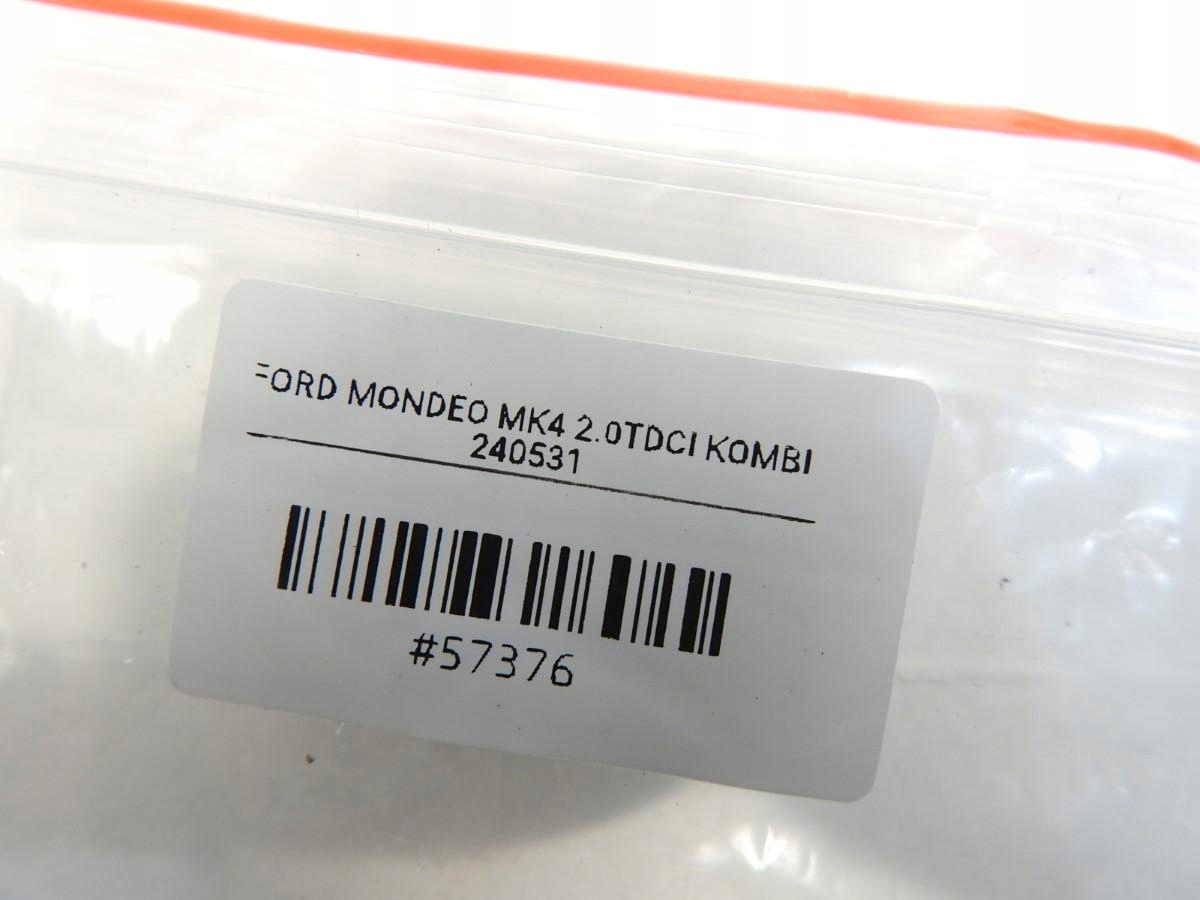 FORD MONDEO MK4 2.0TDCI KOMBI
240531
#57376